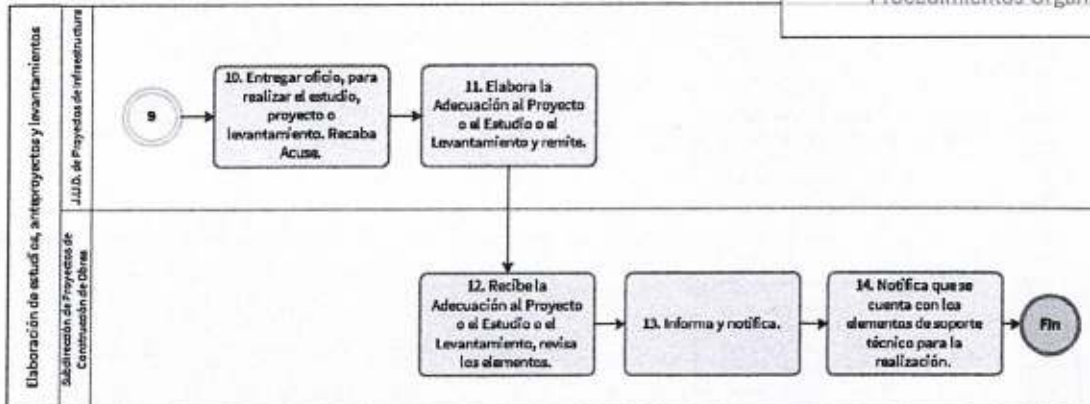 Procedimientos Organi
Elaboración de estudios, anteproyectos y levantamientos
J.U.D. de Proyectos de Infraestructura
9
10. Entregar oficio, para
realizar el estudio,
proyecto o
levantamiento. Recaba
Acuse.
11. Elabora la
Adecuación al Proyecto
o el Estudio o el
Levantamiento y remite.
Subdirección de Proyectos de
Construcción de Obras
12. Recibe la
Adecuación al Proyecto
o el Estudio o el
Levantamiento, revisa
los elementos.
13. Informa y notifica.
14. Notifica que se
cuenta con los
elementos de soporte
técnico para la
realización.
Fin